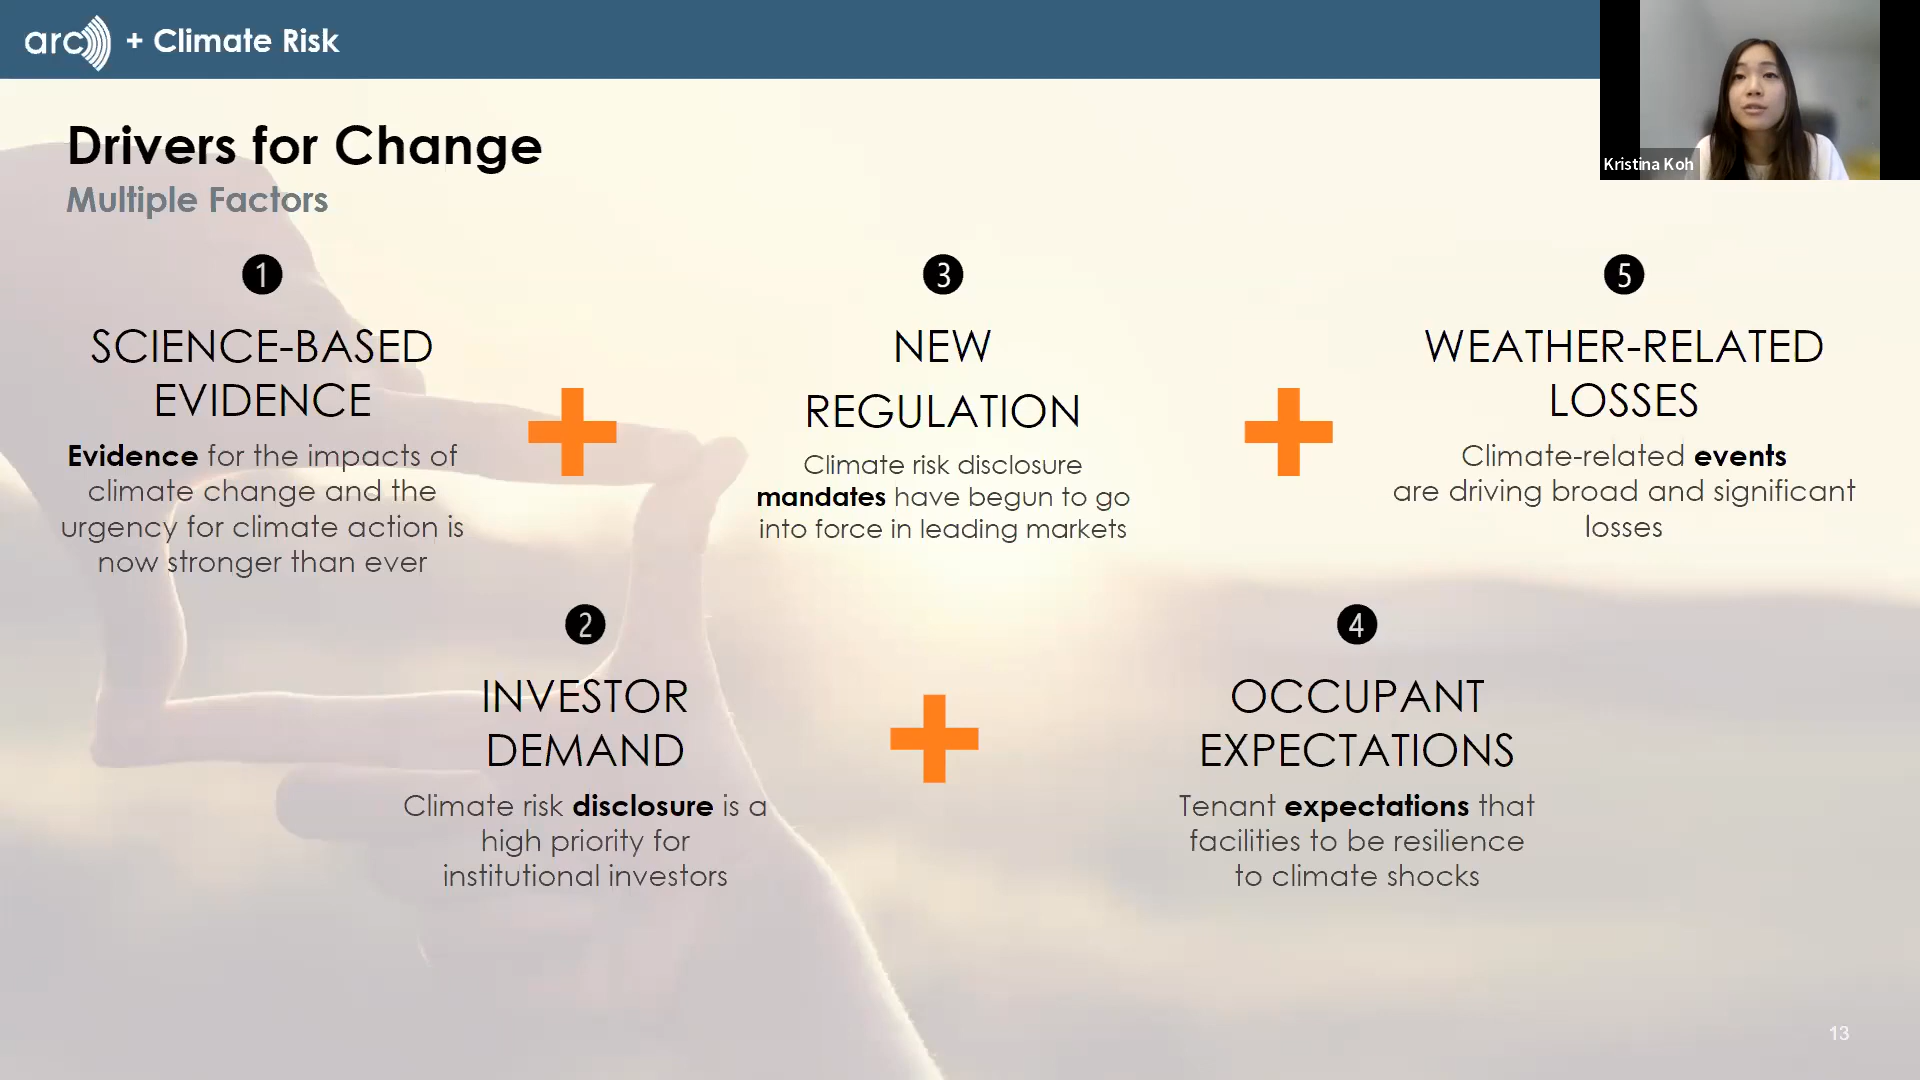 arc + Climate Risk
Kristina Koh
Drivers for Change
Multiple Factors
1
SCIENCE-BASED
EVIDENCE
Evidence for the impacts of
climate change and the
urgency for climate action is
now stronger than ever
2
INVESTOR
DEMAND
Climate risk disclosure is a
high priority for
institutional investors
3
NEW
REGULATION
Climate risk disclosure
mandates have begun to go
into force in leading markets
4
OCCUPANT
EXPECTATIONS
Tenant expectations that
facilities to be resilience
to climate shocks
5
WEATHER-RELATED
LOSSES
Climate-related events
are driving broad and significant
losses
13